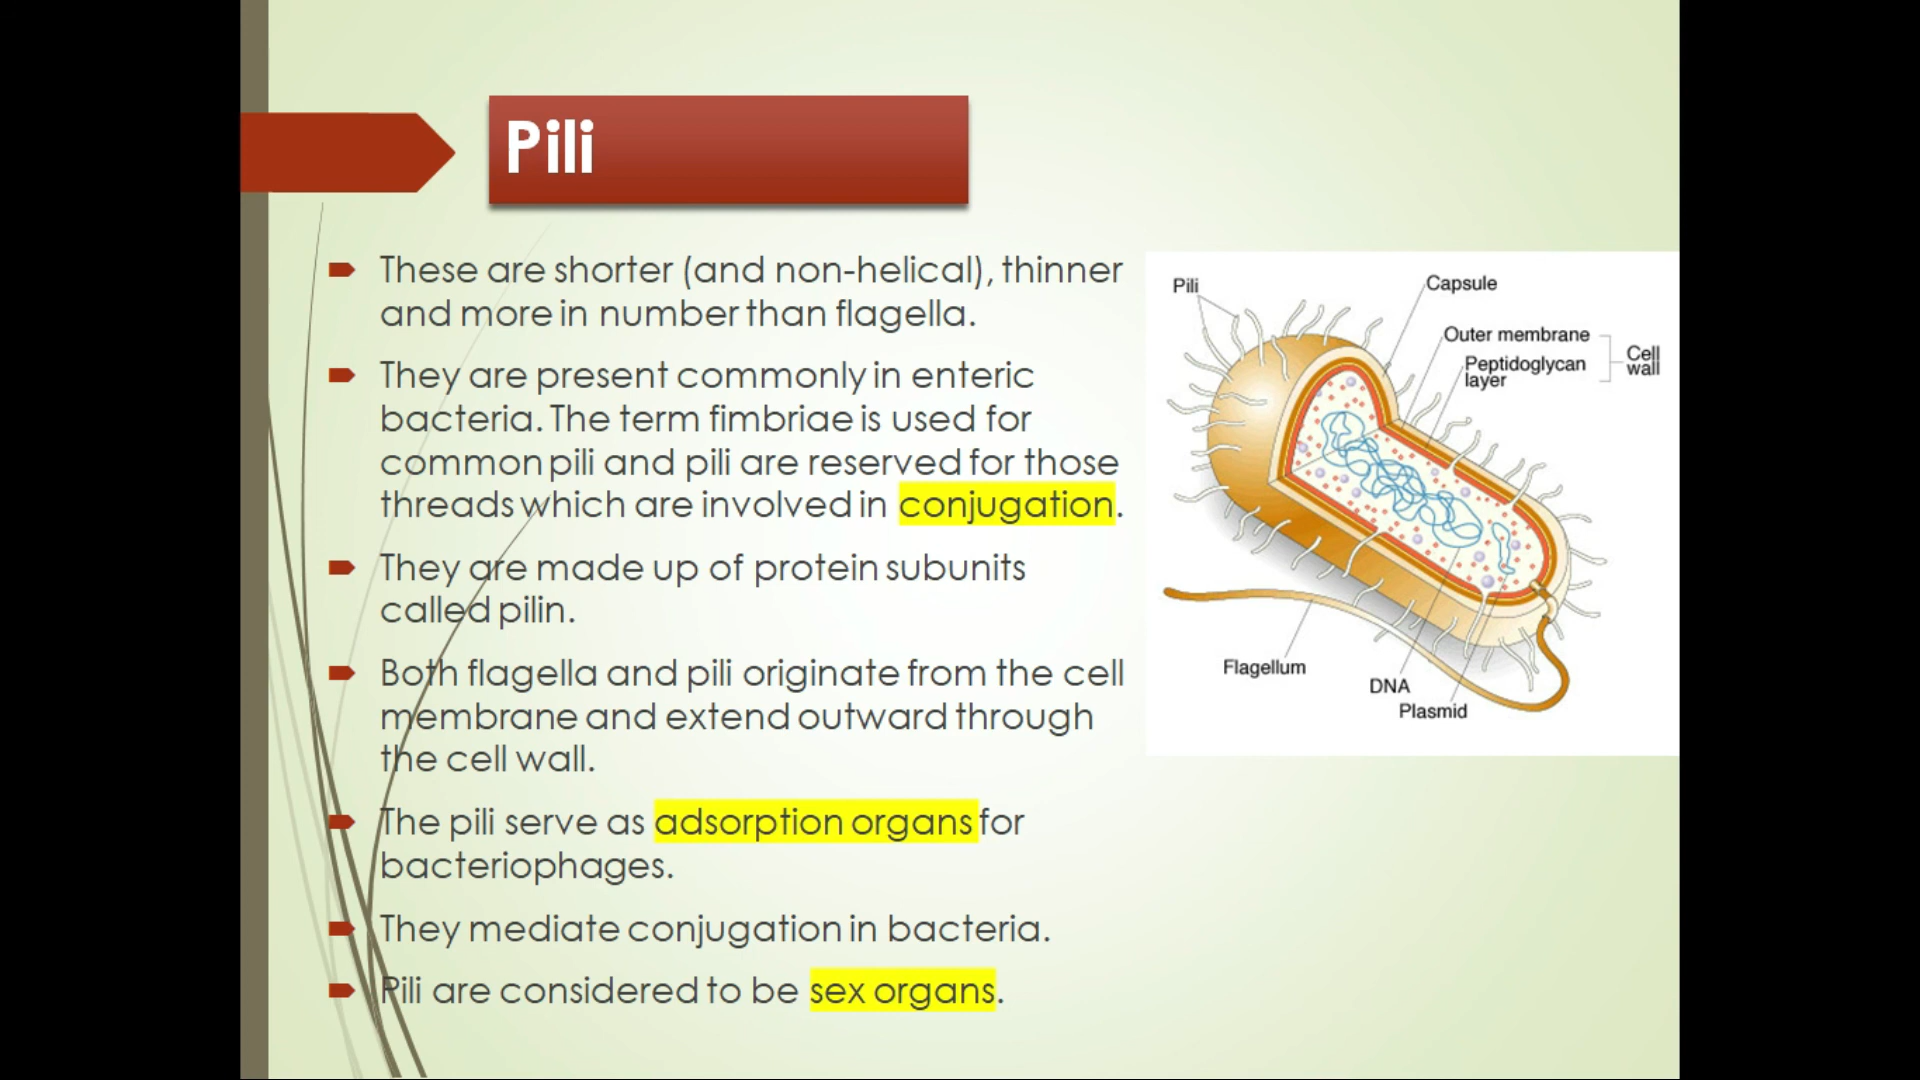 Pili
These are shorter (and non-helical), thinner
and more in number than flagella.
They are present commonly in enteric
bacteria. The term fimbriae is used for
common pili and pili are reserved for those
threads which are involved in conjugation.
They are made up of protein subunits
called pilin.
Both flagella and pili originate from the cell
membrane and extend outward through
the cell wall.
The pili serve as adsorption organs for
bacteriophages.
They mediate conjugation in bacteria.
Pili are considered to be sex organs.
Pili
Capsule
Outer membrane
Peptidoglycan
layer
Cell
wall
Flagellum
DNA
Plasmid